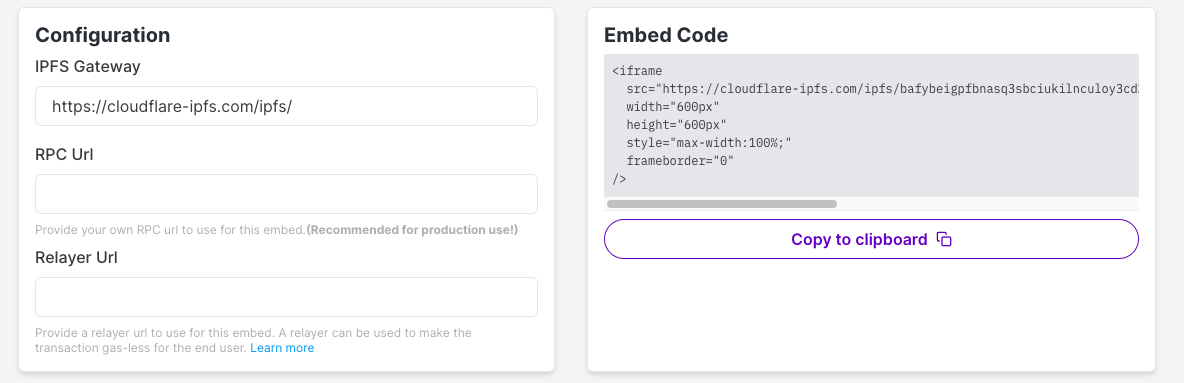 Configuration
IPFS Gateway
https://cloudflare-ipfs.com/ipfs/
RPC Url
Provide your own RPC url to use for this embed.(Recommended for production use!)
Relayer Url
Provide a relayer url to use for this embed. A relayer can be used to make the
transaction gas-less for the end user. Learn more
Embed Code
<iframe
src="https://cloudflare-ipfs.com/ipfs/bafybeigpfbnasq3sbciukilnculoy3cd
width="600px"
height="600px"
style="max-width:100%;"
frameborder="0"
/>
Copy to clipboard